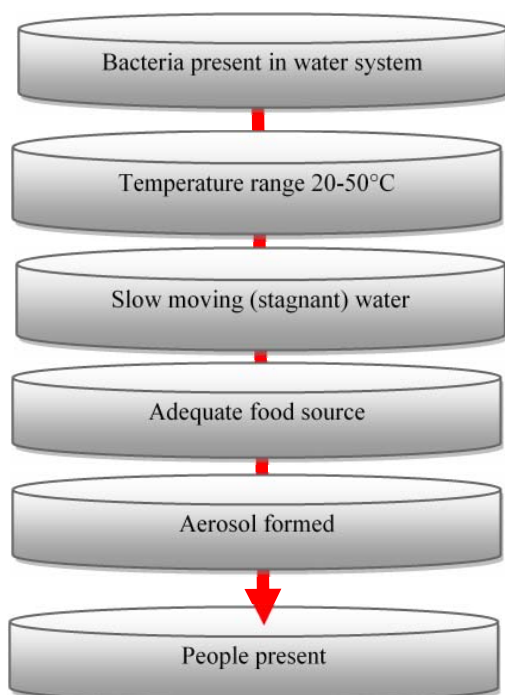 Bacteria present in water system
Temperature range 20-50°C
Slow moving (stagnant) water
Adequate food source
Aerosol formed
People present